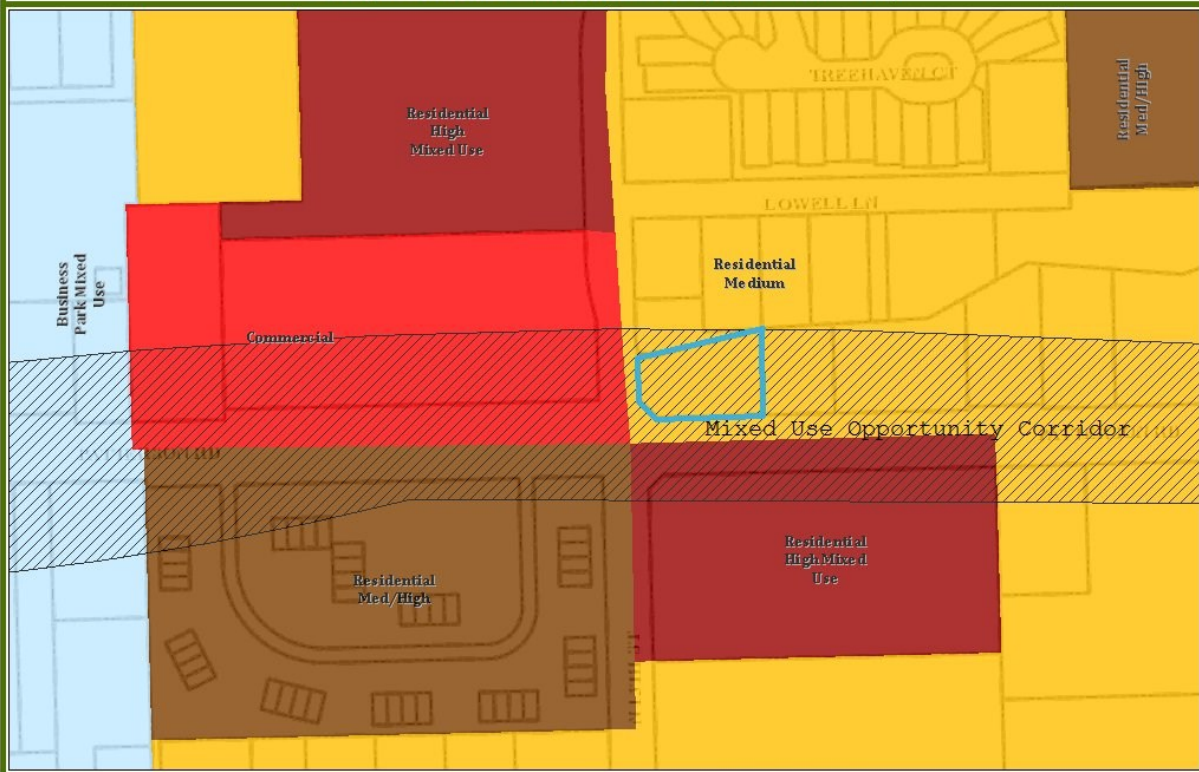 TREEHAVEN CT
Residential
Med/High
Residential
High
Mixed Use
LOWELL LN
Residential
Medium
Business
Park Mixed
Use
Commercial
Mixed Use Opportunity Corridor
RD
Residential
High Mixed
Use
Residential
Med/High